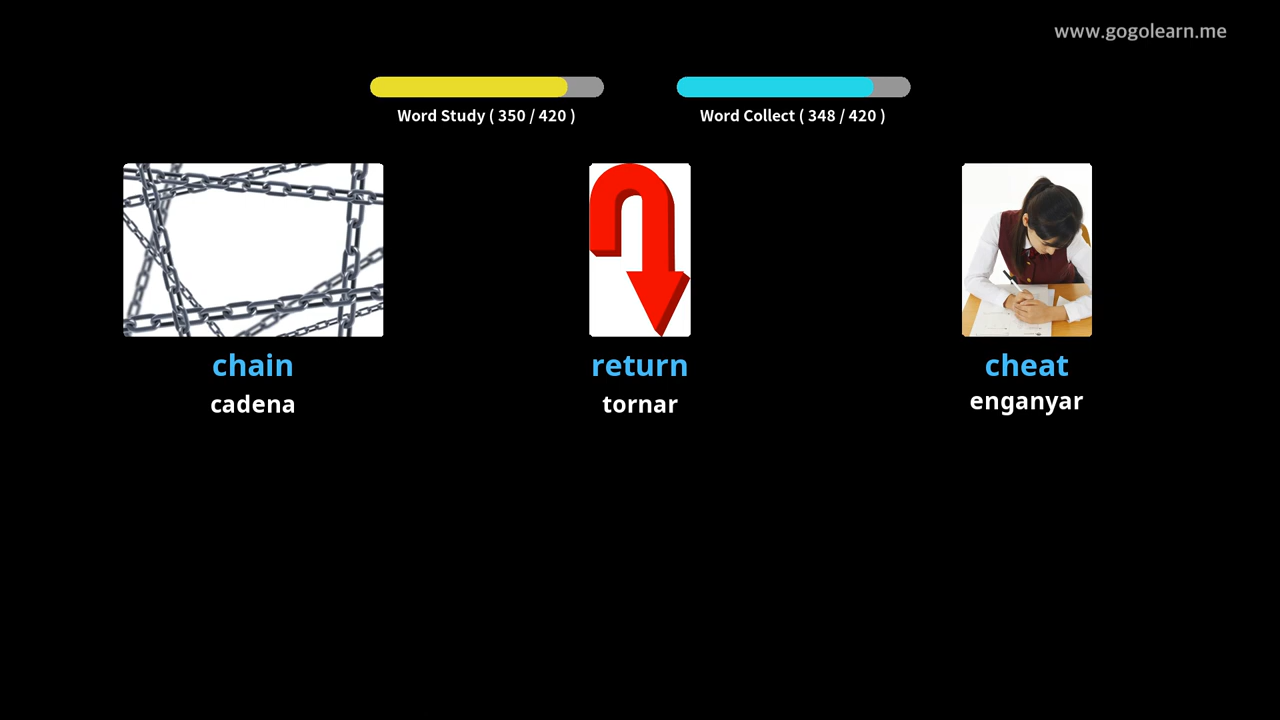 www.gogolearn.me
Word Study ( 350 / 420 )
Word Collect ( 348 / 420 )
chain
return
cheat
cadena
tornar
enganyar